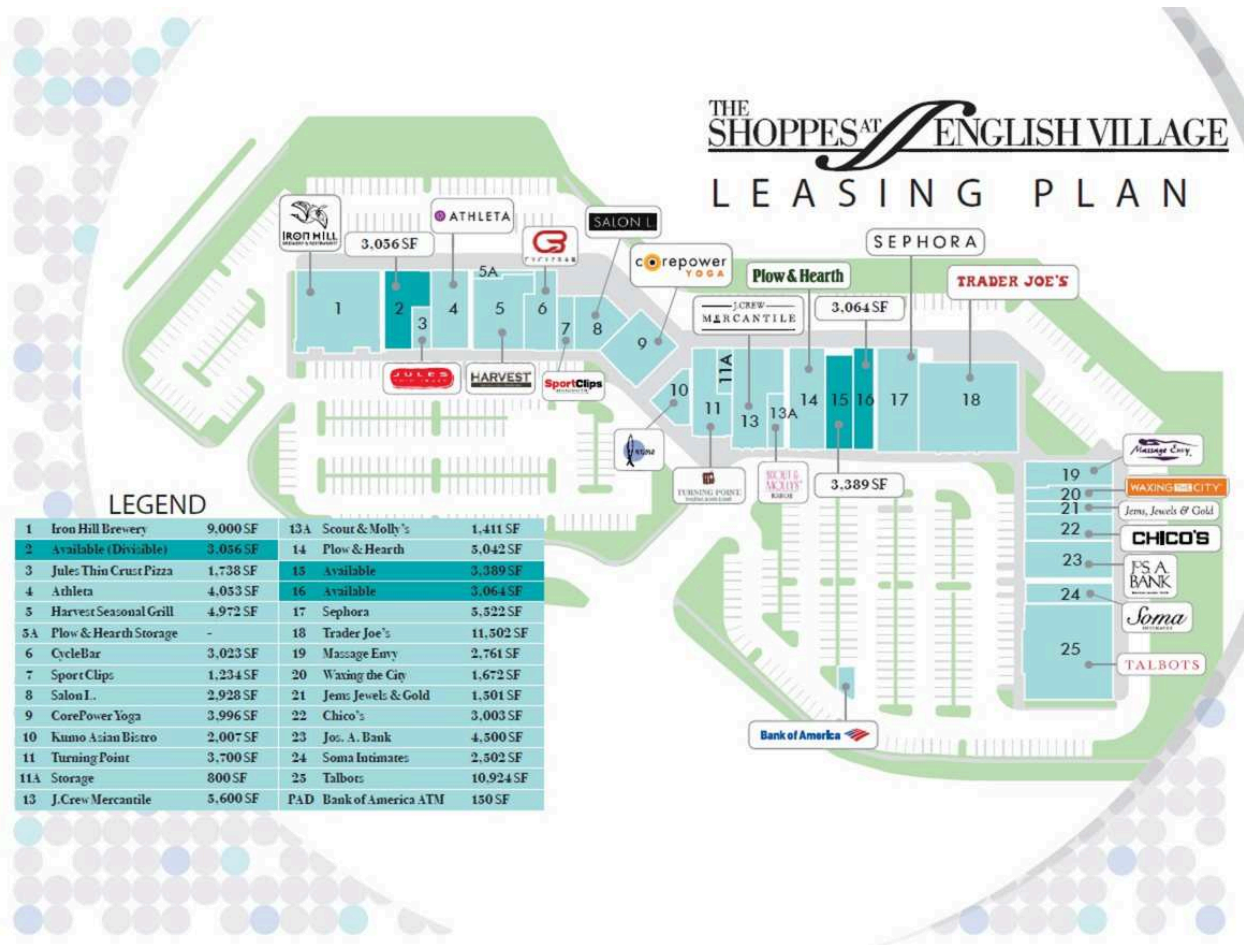 THE
SHOPPES AT ENGLISH VILLAGE
LEASING PLAN
IRON HILL
3,056 SF
ATHLETA
CYCLEBAR
SALON L
corepower
YOGA
J.CREW
MERCANTILE
Plow & Hearth
3,064 SF
SEPHORA
TRADER JOE'S
1
2
3
4
5A
5
6
7
8
9
10
11
11A
13
13A
14
15
16
17
18
JULES
HARVEST
SportClips
TURNING POINT
3,389 SF
19
20
21
22
23
24
25
Massage Envy
WAXING THE CITY
Jems, Jewels & Gold
CHICO'S
JOS. A.
BANK
Soma
TALBOTS
Bank of America
LEGEND
1 Iron Hill Brewery 9,000 SF
2 Available (Divisible) 3,056 SF
3 Jules Thin Crust Pizza 1,738 SF
4 Athleta 4,053 SF
5 Harvest Seasonal Grill 4,972 SF
5A Plow & Hearth Storage -
6 CycleBar 3,023 SF
7 Sport Clips 1,234 SF
8 Salon L. 2,928 SF
9 CorePower Yoga 3,996 SF
10 Kumo Asian Bistro 2,007 SF
11 Turning Point 3,700 SF
11A Storage 800 SF
13 J.Crew Mercantile 5,600 SF
13A Scout & Molly's 1,411 SF
14 Plow & Hearth 5,042 SF
15 Available 3,389 SF
16 Available 3,064 SF
17 Sephora 5,522 SF
18 Trader Joe's 11,502 SF
19 Massage Envy 2,761 SF
20 Waxing the City 1,672 SF
21 Jems Jewels & Gold 1,501 SF
22 Chico's 3,003 SF
23 Jos. A. Bank 4,500 SF
24 Soma Intimates 2,502 SF
25 Talbots 10,924 SF
PAD Bank of America ATM 150 SF